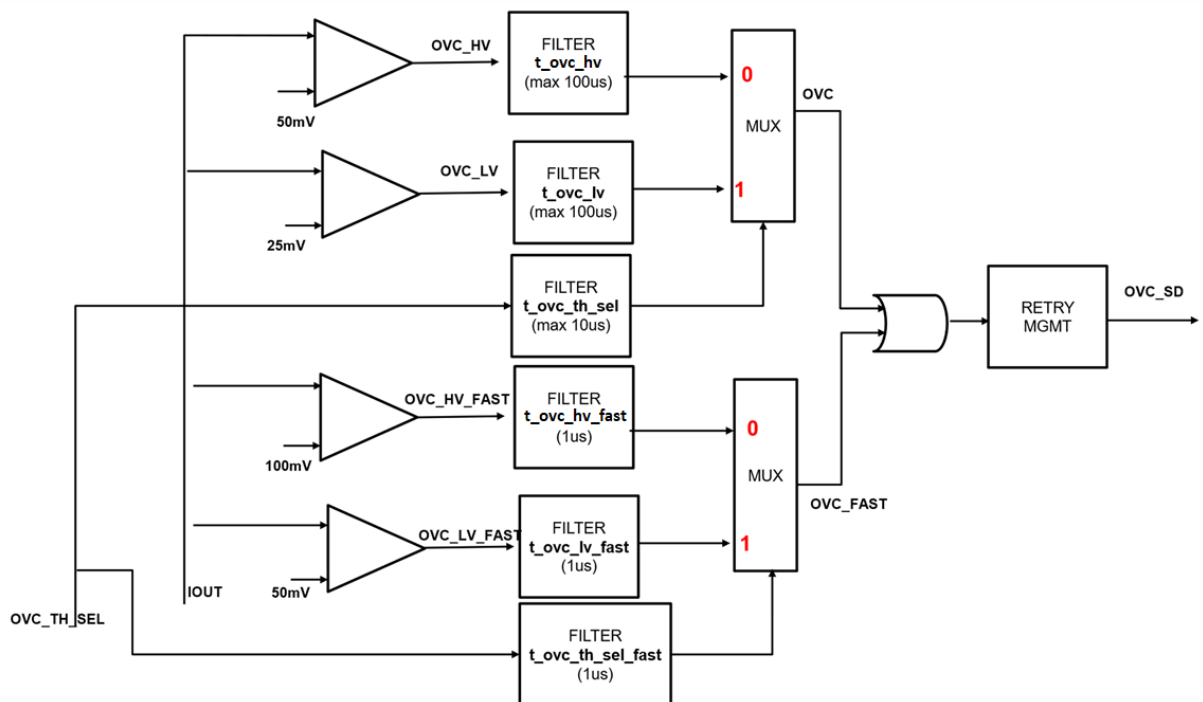 OVC_HV
FILTER
t_ovc_hv
(max 100us)
50mV
0
MUX
1
OVC
OVC_LV
FILTER
t_ovc_lv
(max 100us)
25mV
FILTER
t_ovc_th_sel
(max 10us)
OVC_HV_FAST
FILTER
t_ovc_hv_fast
(1us)
100mV
0
MUX
1
OVC_FAST
RETRY
MGMT
OVC_SD
OVC_LV_FAST
FILTER
t_ovc_lv_fast
(1us)
50mV
IOUT
OVC_TH_SEL
FILTER
t_ovc_th_sel_fast
(1us)